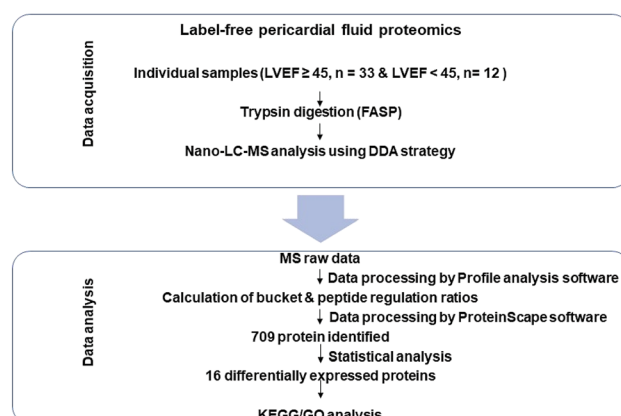 Label-free pericardial fluid proteomics
Data acquisition
Individual samples (LVEF ≥ 45, n = 33 & LVEF < 45, n= 12 )
Trypsin digestion (FASP)
Nano-LC-MS analysis using DDA strategy
Data analysis
MS raw data
Data processing by Profile analysis software
Calculation of bucket & peptide regulation ratios
Data processing by ProteinScape software
709 protein identified
Statistical analysis
16 differentially expressed proteins
KEGG/GO analysis